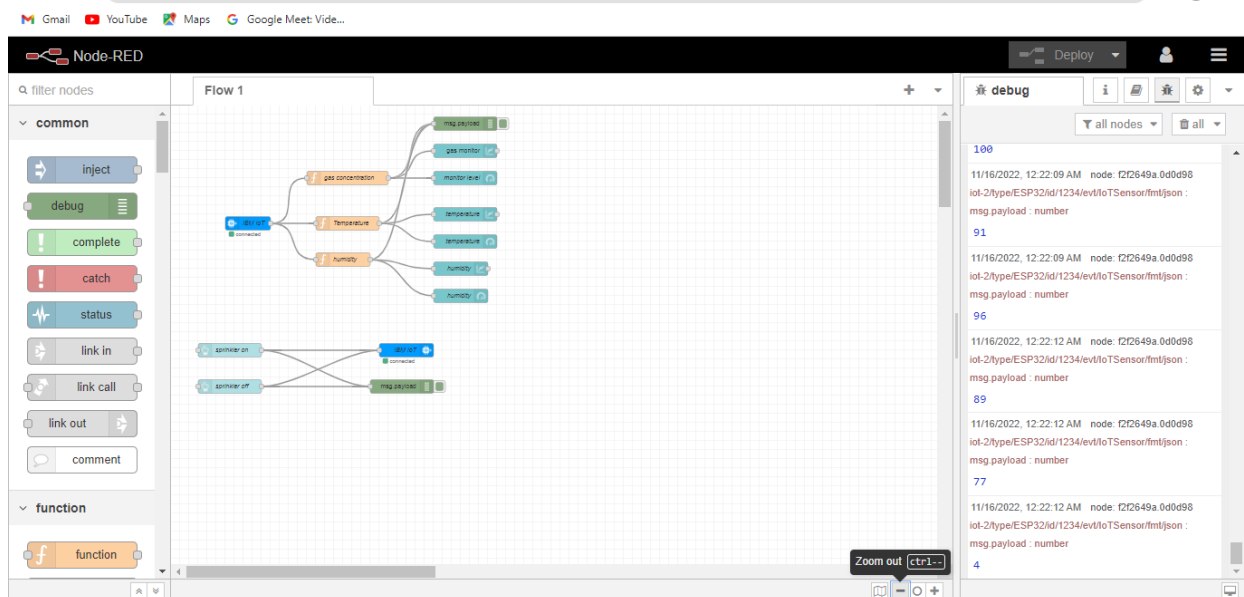 Gmail YouTube Maps Google Meet: Vide...
Node-RED Deploy
filter nodes
Flow 1
debug
all nodes all
common
inject
debug
complete
catch
status
link in
link call
link out
comment
function
function
msg.payload
gas monitor
gas concentration
monitor level
IBM IoT
connected
Temperature
temperature
temperature
humidity
humidity
humidity
sprinkler on
IBM IoT
connected
sprinkler off
msg.payload
Zoom out ctrl--
100
11/16/2022, 12:22:09 AM node: f2f2649a.0d0d98
iot-2/type/ESP32/id/1234/evt/IoTSensor/fmt/json :
msg.payload : number
91
11/16/2022, 12:22:09 AM node: f2f2649a.0d0d98
iot-2/type/ESP32/id/1234/evt/IoTSensor/fmt/json :
msg.payload : number
96
11/16/2022, 12:22:12 AM node: f2f2649a.0d0d98
iot-2/type/ESP32/id/1234/evt/IoTSensor/fmt/json :
msg.payload : number
89
11/16/2022, 12:22:12 AM node: f2f2649a.0d0d98
iot-2/type/ESP32/id/1234/evt/IoTSensor/fmt/json :
msg.payload : number
77
11/16/2022, 12:22:12 AM node: f2f2649a.0d0d98
iot-2/type/ESP32/id/1234/evt/IoTSensor/fmt/json :
msg.payload : number
4